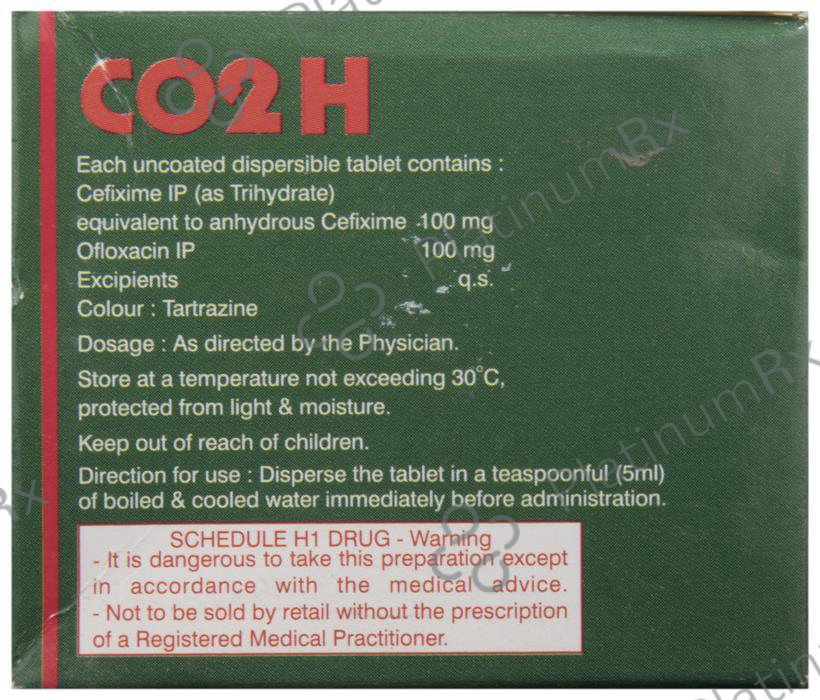 CO2H
Each uncoated dispersible tablet contains :
Cefixime IP (as Trihydrate)
equivalent to anhydrous Cefixime 100 mg
Ofloxacin IP 100 mg
Excipients q.s.
Colour : Tartrazine
Dosage : As directed by the Physician.
Store at a temperature not exceeding 30°C,
protected from light & moisture.
Keep out of reach of children.
Direction for use : Disperse the tablet in a teaspoonful (5ml)
of boiled & cooled water immediately before administration.
SCHEDULE H1 DRUG - Warning
- It is dangerous to take this preparation except
in accordance with the medical advice.
- Not to be sold by retail without the prescription
of a Registered Medical Practitioner.
PlatinumRx
PlatinumRx